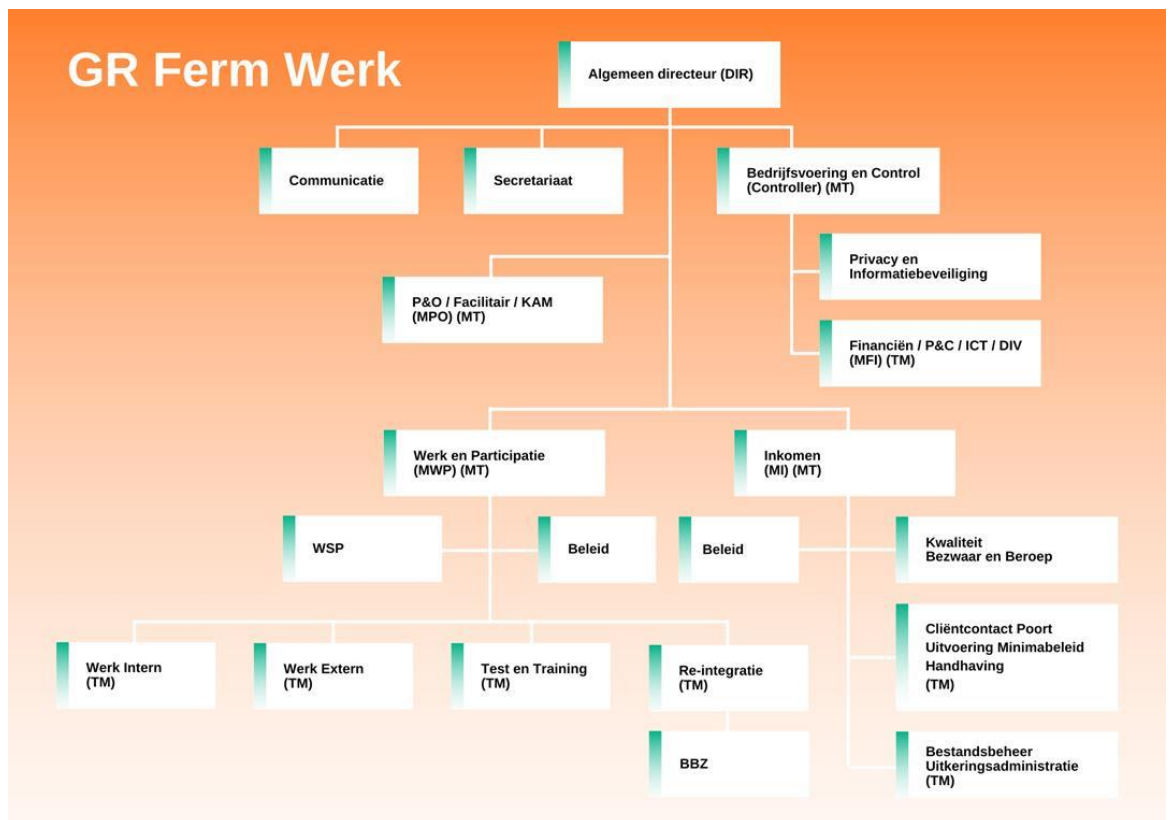 GR Ferm Werk
Algemeen directeur (DIR)
Communicatie
Secretariaat
Bedrijfsvoering en Control
(Controller) (MT)
Privacy en
Informatiebeveiliging
P&O / Facilitair / KAM
(MPO) (MT)
Financiën / P&C / ICT / DIV
(MFI) (TM)
Werk en Participatie
(MWP) (MT)
Inkomen
(MI) (MT)
WSP
Beleid
Beleid
Kwaliteit
Bezwaar en Beroep
Cliëntcontact Poort
Uitvoering Minimabeleid
Handhaving
(TM)
Werk Intern
(TM)
Werk Extern
(TM)
Test en Training
(TM)
Re-integratie
(TM)
BBZ
Bestandsbeheer
Uitkeringsadministratie
(TM)